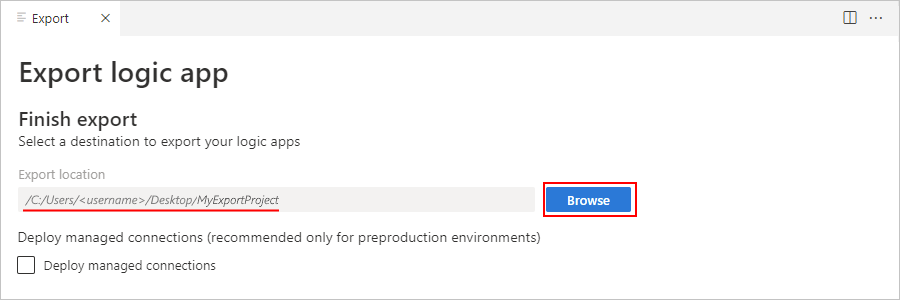 Export
Export logic app
Finish export
Select a destination to export your logic apps
Export location
/C:/Users/<username>/Desktop/MyExportProject
Browse
Deploy managed connections (recommended only for preproduction environments)
Deploy managed connections